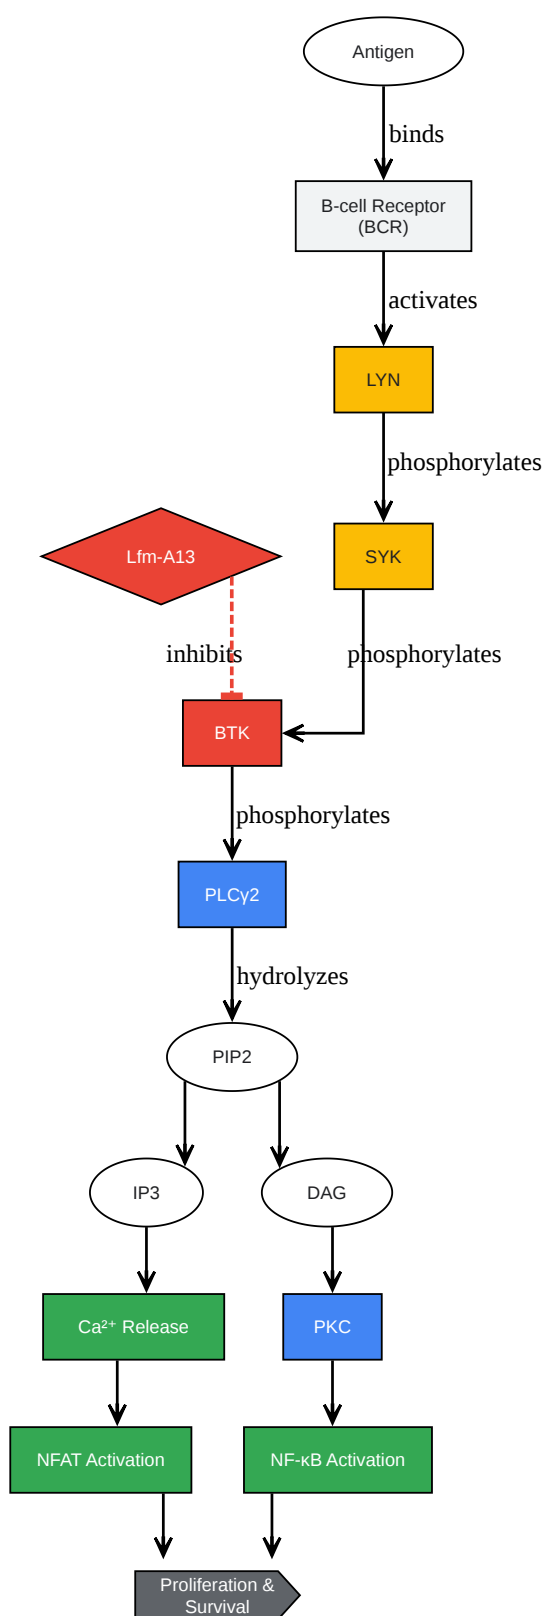 Antigen
binds
B-cell Receptor
(BCR)
activates
LYN
phosphorylates
Lfm-A13
SYK
inhibits
phosphorylates
BTK
phosphorylates
PLCγ2
hydrolyzes
PIP2
IP3
DAG
Ca²⁺ Release
PKC
NFAT Activation
NF-κB Activation
Proliferation &
Survival